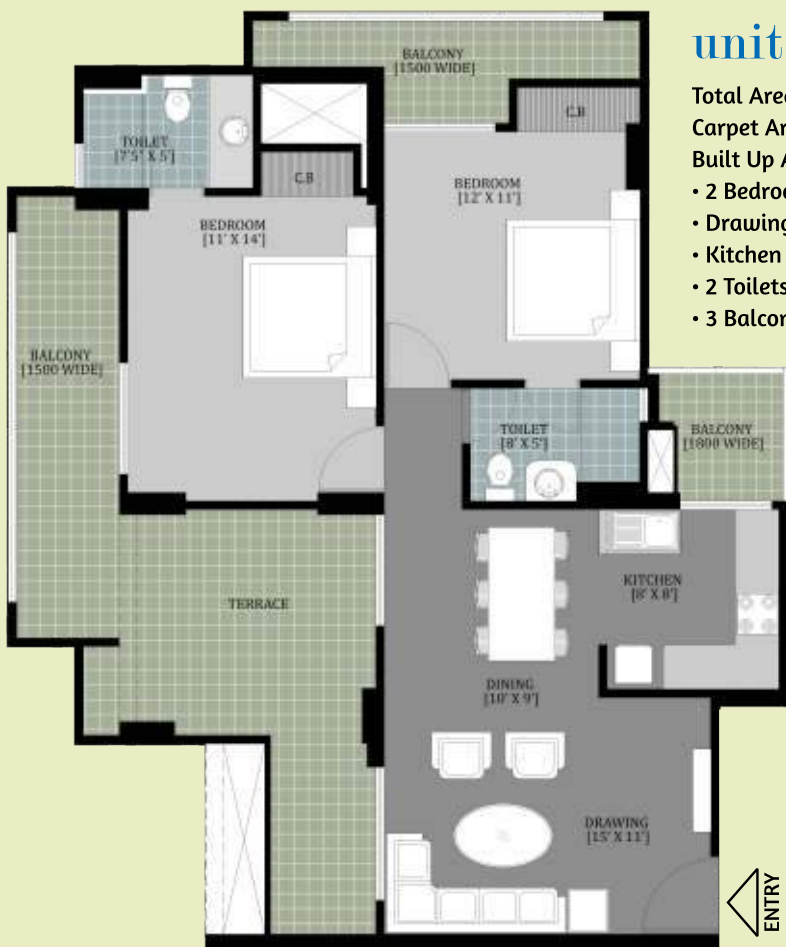 unit
Total Area
Carpet Ar
Built Up A
• 2 Bedroo
• Drawing
• Kitchen
• 2 Toilets
• 3 Balcon
BALCONY
[1500 WIDE]
C.B
TOILET
[7'5" X 5']
C.B
BEDROOM
[12' X 11']
BEDROOM
[11' X 14']
BALCONY
[1500 WIDE]
TOILET
[8' X 5']
BALCONY
[1800 WIDE]
KITCHEN
[8' X 8']
TERRACE
DINING
[10' X 9']
DRAWING
[15' X 11']
ENTRY